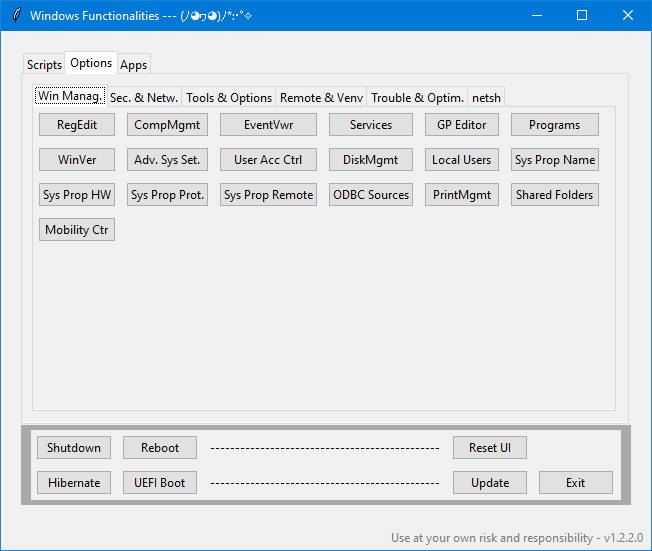 Windows Functionalities --- (ﾉ◕ヮ◕)ﾉ*:･ﾟ✧
Scripts Options Apps
Win Manag. Sec. & Netw. Tools & Options Remote & Venv Trouble & Optim. netsh
RegEdit CompMgmt EventVwr Services GP Editor Programs
WinVer Adv. Sys Set. User Acc Ctrl DiskMgmt Local Users Sys Prop Name
Sys Prop HW Sys Prop Prot. Sys Prop Remote ODBC Sources PrintMgmt Shared Folders
Mobility Ctr
Shutdown Reboot ---------------------------------------- Reset UI
Hibernate UEFI Boot ---------------------------------------- Update Exit
Use at your own risk and responsibility - v1.2.2.0